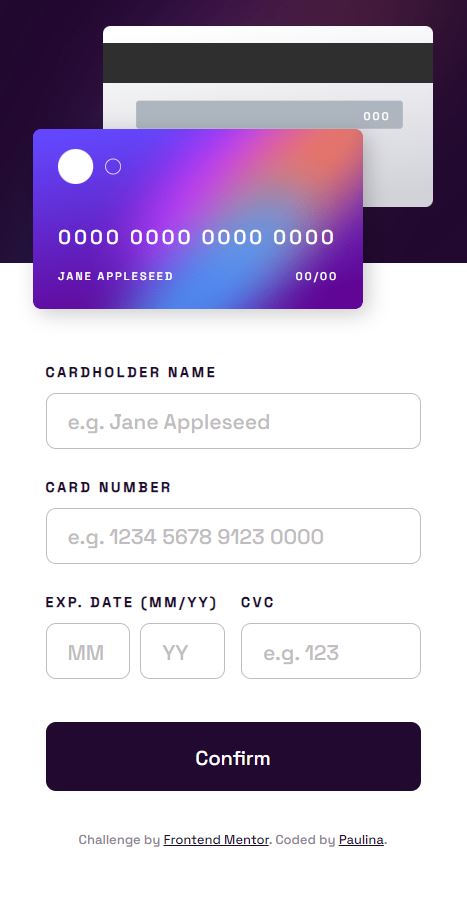 000
0000 0000 0000 0000
JANE APPLESEED 00/00
CARDHOLDER NAME
e.g. Jane Appleseed
CARD NUMBER
e.g. 1234 5678 9123 0000
EXP. DATE (MM/YY) CVC
MM YY e.g. 123
Confirm
Challenge by Frontend Mentor. Coded by Paulina.